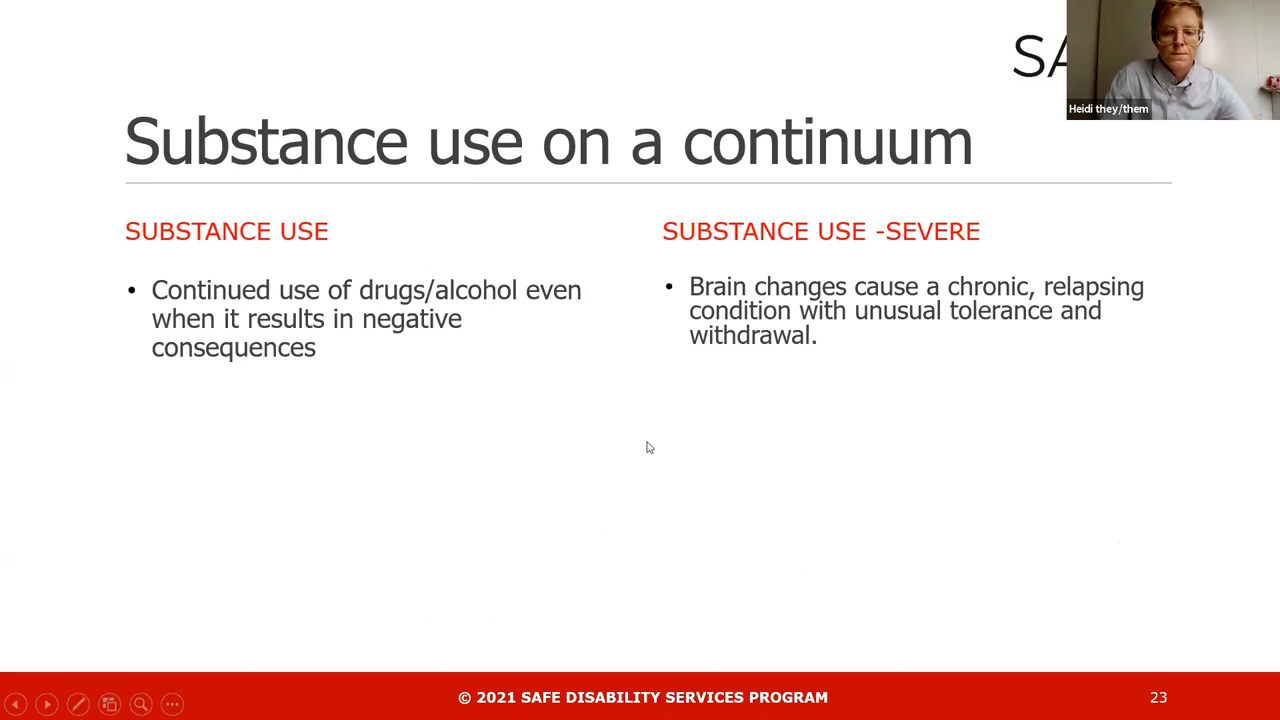 SA
Heidi they/them
Substance use on a continuum
SUBSTANCE USE
• Continued use of drugs/alcohol even
when it results in negative
consequences
SUBSTANCE USE -SEVERE
• Brain changes cause a chronic, relapsing
condition with unusual tolerance and
withdrawal.
© 2021 SAFE DISABILITY SERVICES PROGRAM
23